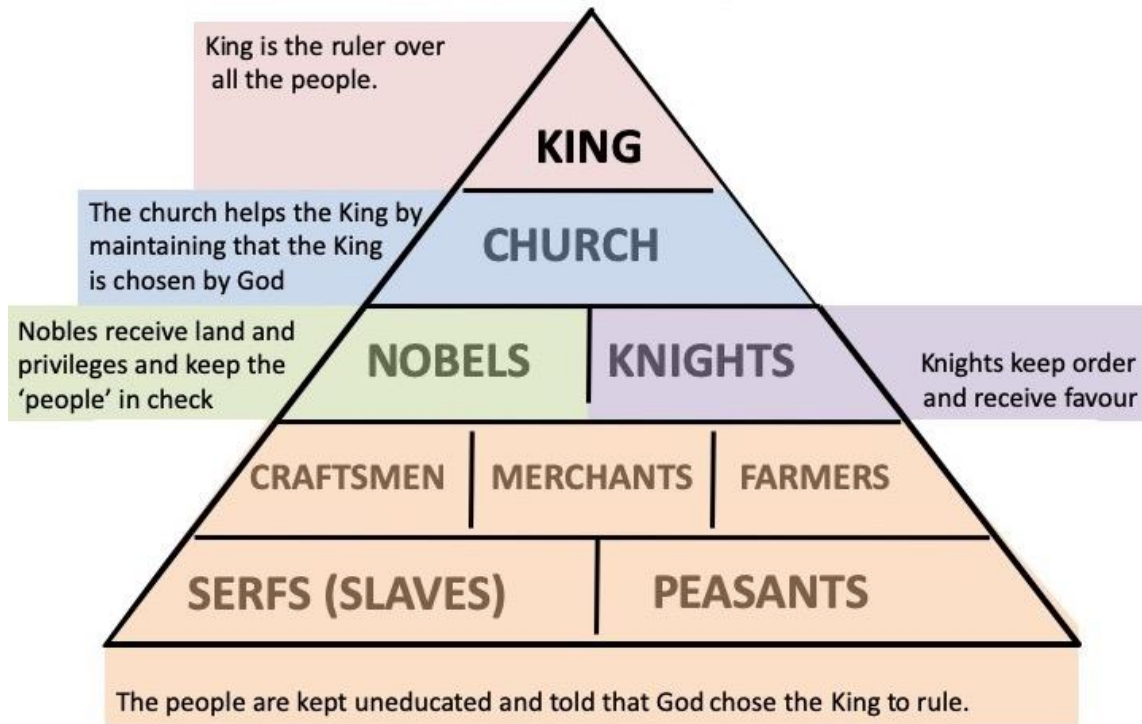 King is the ruler over
all the people.
KING
The church helps the King by
maintaining that the King
is chosen by God
CHURCH
Nobles receive land and
privileges and keep the
‘people’ in check
NOBELS
KNIGHTS
Knights keep order
and receive favour
CRAFTSMEN
MERCHANTS
FARMERS
SERFS (SLAVES)
PEASANTS
The people are kept uneducated and told that God chose the King to rule.